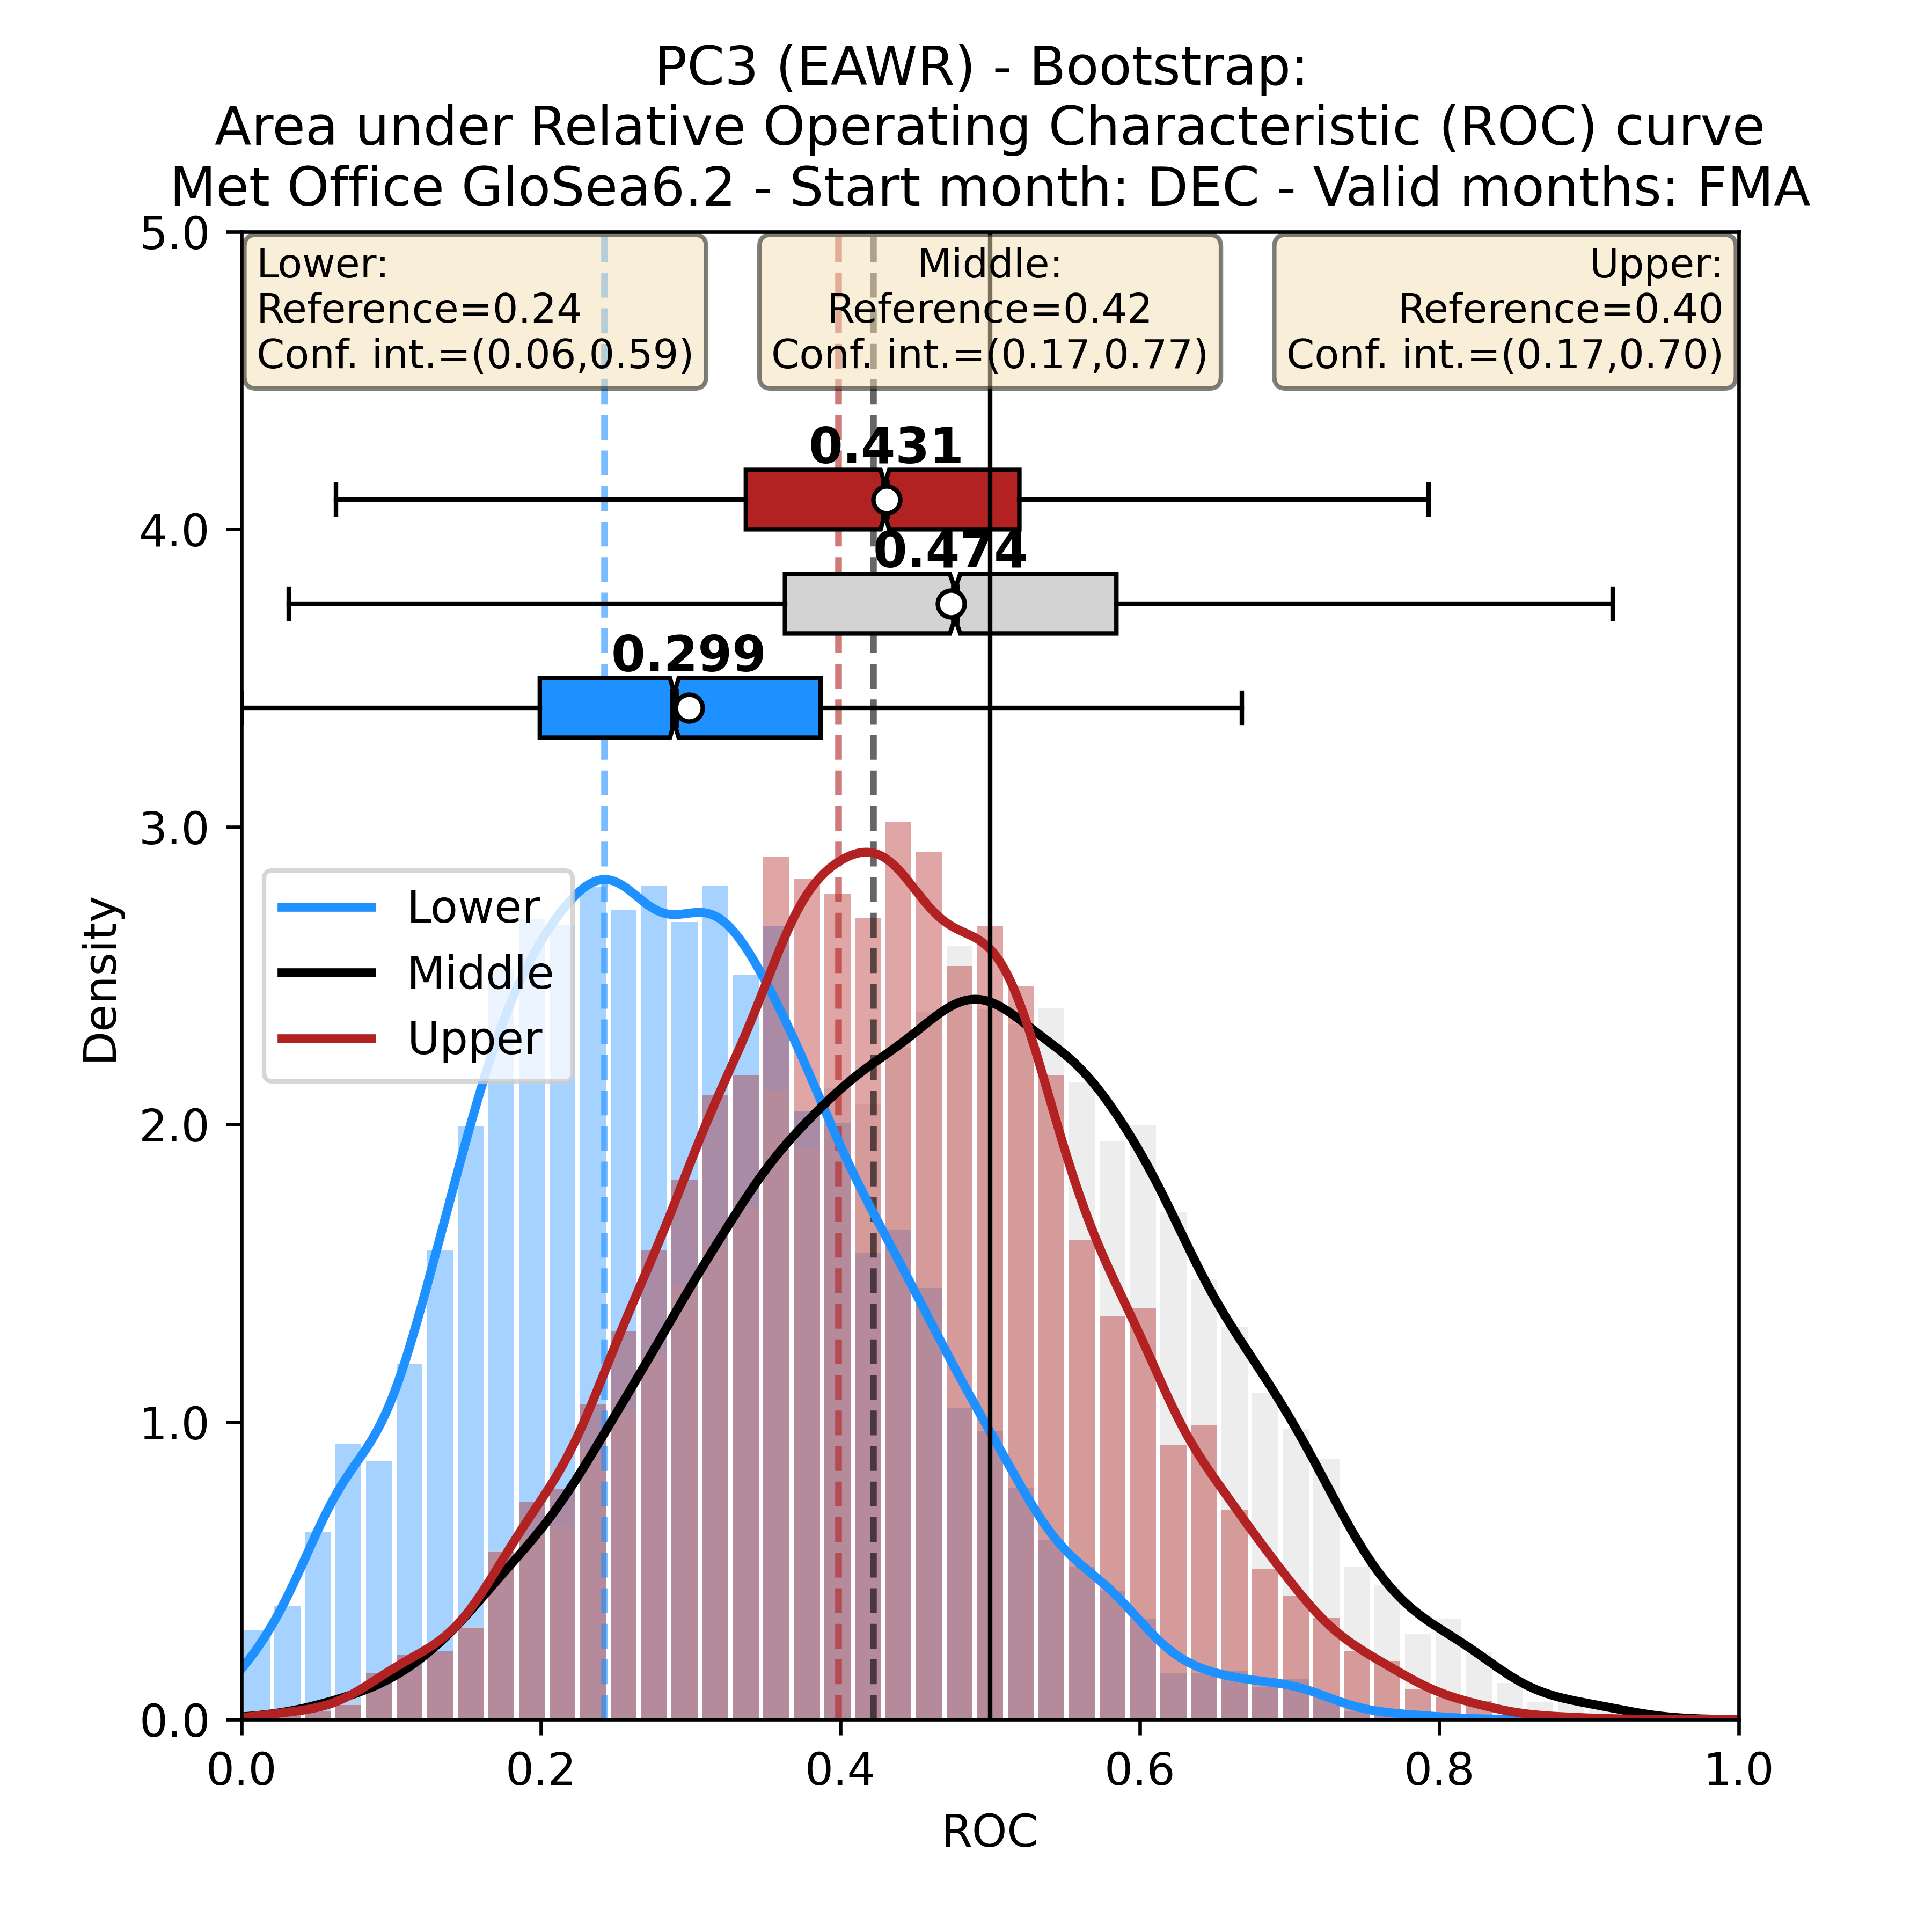 PC3 (EAWR) - Bootstrap:
Area under Relative Operating Characteristic (ROC) curve
Met Office GloSea6.2 - Start month: DEC - Valid months: FMA
Lower:
Reference=0.24
Conf. int.=(0.06,0.59)
Middle:
Reference=0.42
Conf. int.=(0.17,0.77)
Upper:
Reference=0.40
Conf. int.=(0.17,0.70)
0.431
0.474
0.299
Lower
Middle
Upper
Density
5.0
4.0
3.0
2.0
1.0
0.0
0.0 0.2 0.4 0.6 0.8 1.0
ROC